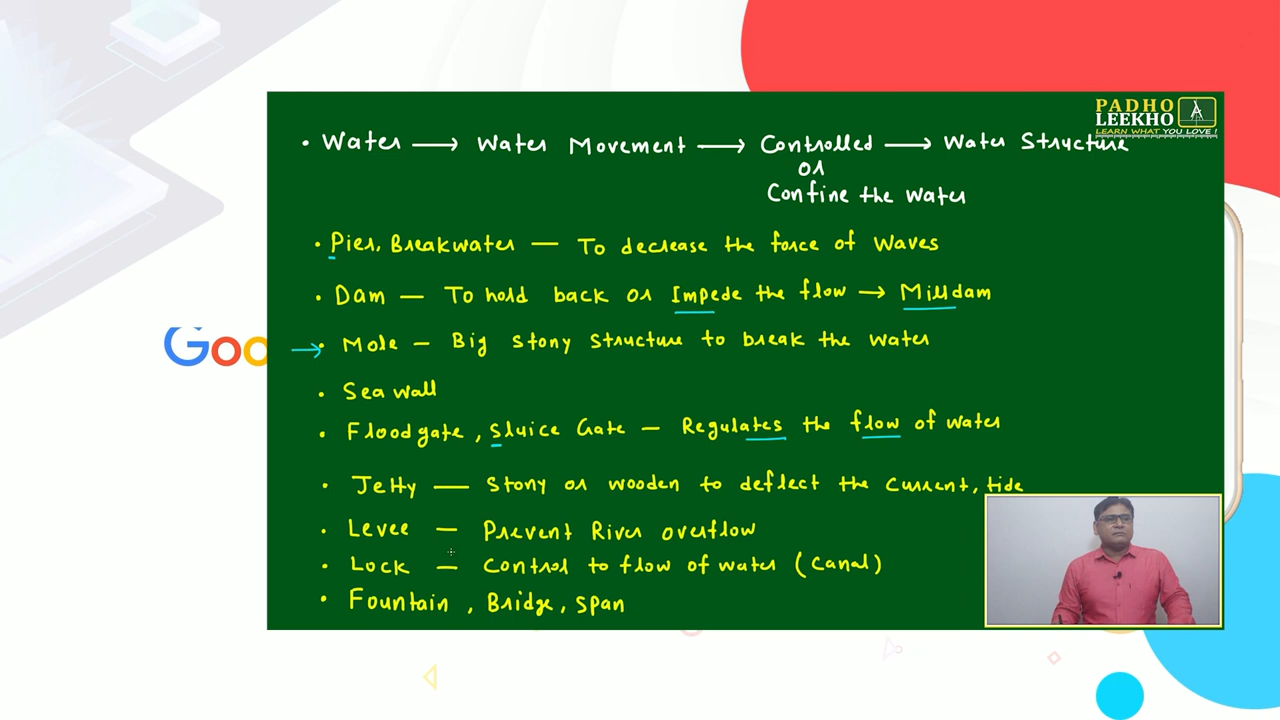 PADHO
LEEKHO
LEARN WHAT YOU LOVE !
• Water → Water Movement → Controlled → Water Structure
or
Confine the water
• Pier, Breakwater — To decrease the force of waves
• Dam — To hold back or Impede the flow → Milldam
→ • Mole — Big stony structure to break the water
• Sea wall
• Floodgate, Sluice Gate — Regulates the flow of water
• Jetty — Stony or wooden to deflect the current, tide
• Levee — Prevent River overflow
• Lock — Control to flow of water (canal)
• Fountain, Bridge, Span
Goo